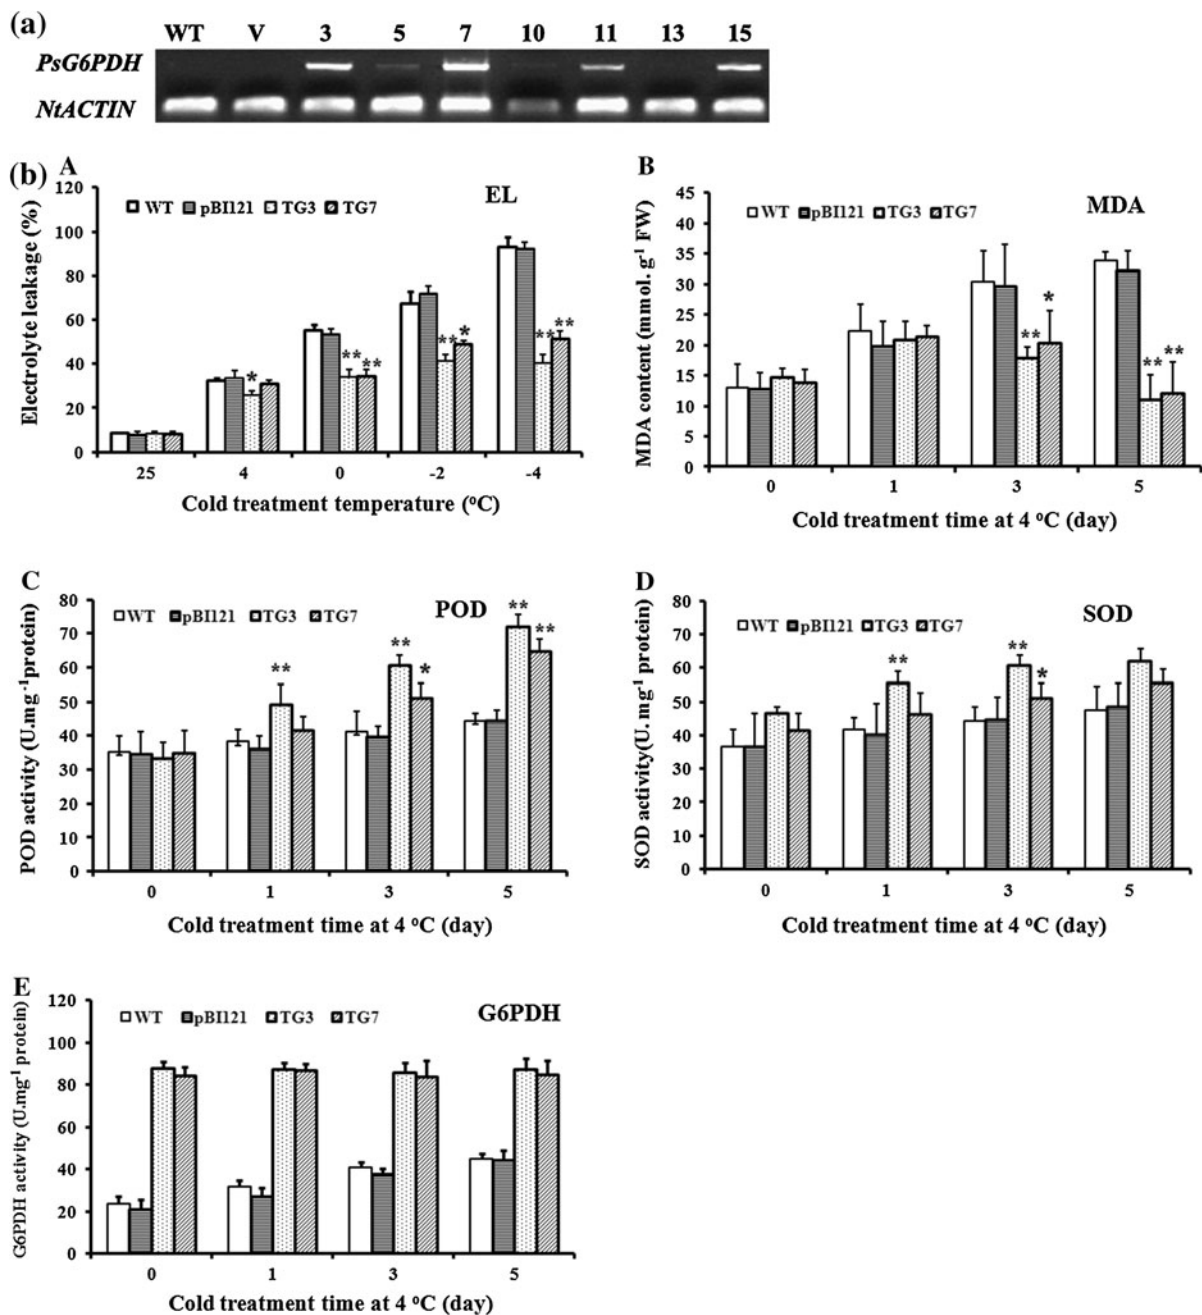 (a) WT V 3 5 7 10 11 13 15
PsG6PDH
NtACTIN
(b) A
EL
WT pBI121 TG3 TG7
Electrolyte leakage (%)
120
100
80
60
40
20
0
* ** ** ** * ** **
25 4 0 -2 -4
Cold treatment temperature (ºC)
B
MDA
WT pBI121 TG3 TG7
MDA content (mmol. g-1 FW)
45
40
35
30
25
20
15
10
5
0
** * ** **
0 1 3 5
Cold treatment time at 4 ºC (day)
C
POD
WT pBI121 TG3 TG7
POD activity (U.mg-1protein)
80
70
60
50
40
30
20
10
0
** ** * ** **
0 1 3 5
Cold treatment time at 4 ºC (day)
D
SOD
WT pBI121 TG3 TG7
SOD activity(U. mg-1 protein)
80
70
60
50
40
30
20
10
0
** ** *
0 1 3 5
Cold treatment time at 4 ºC (day)
E
G6PDH
WT pBI121 TG3 TG7
G6PDH activity (U.mg-1 protein)
120
100
80
60
40
20
0
0 1 3 5
Cold treatment time at 4 ºC (day)